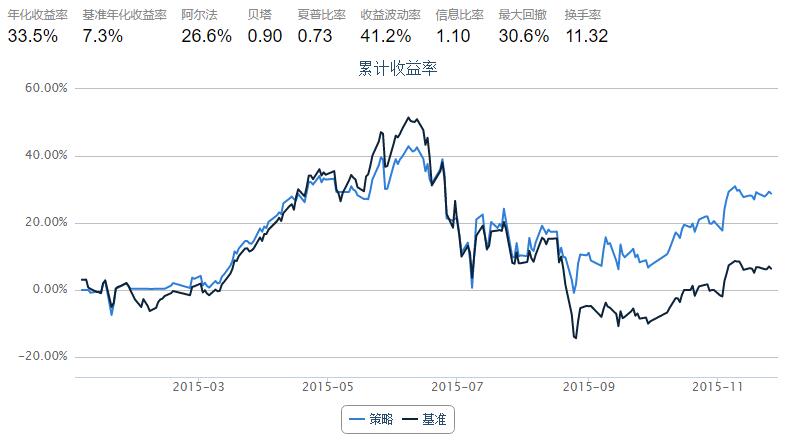 年化收益率 基准年化收益率 阿尔法 贝塔 夏普比率 收益波动率 信息比率 最大回撤 换手率
33.5% 7.3% 26.6% 0.90 0.73 41.2% 1.10 30.6% 11.32
累计收益率
60.00%
40.00%
20.00%
0.00%
-20.00%
2015-03 2015-05 2015-07 2015-09 2015-11
策略 基准